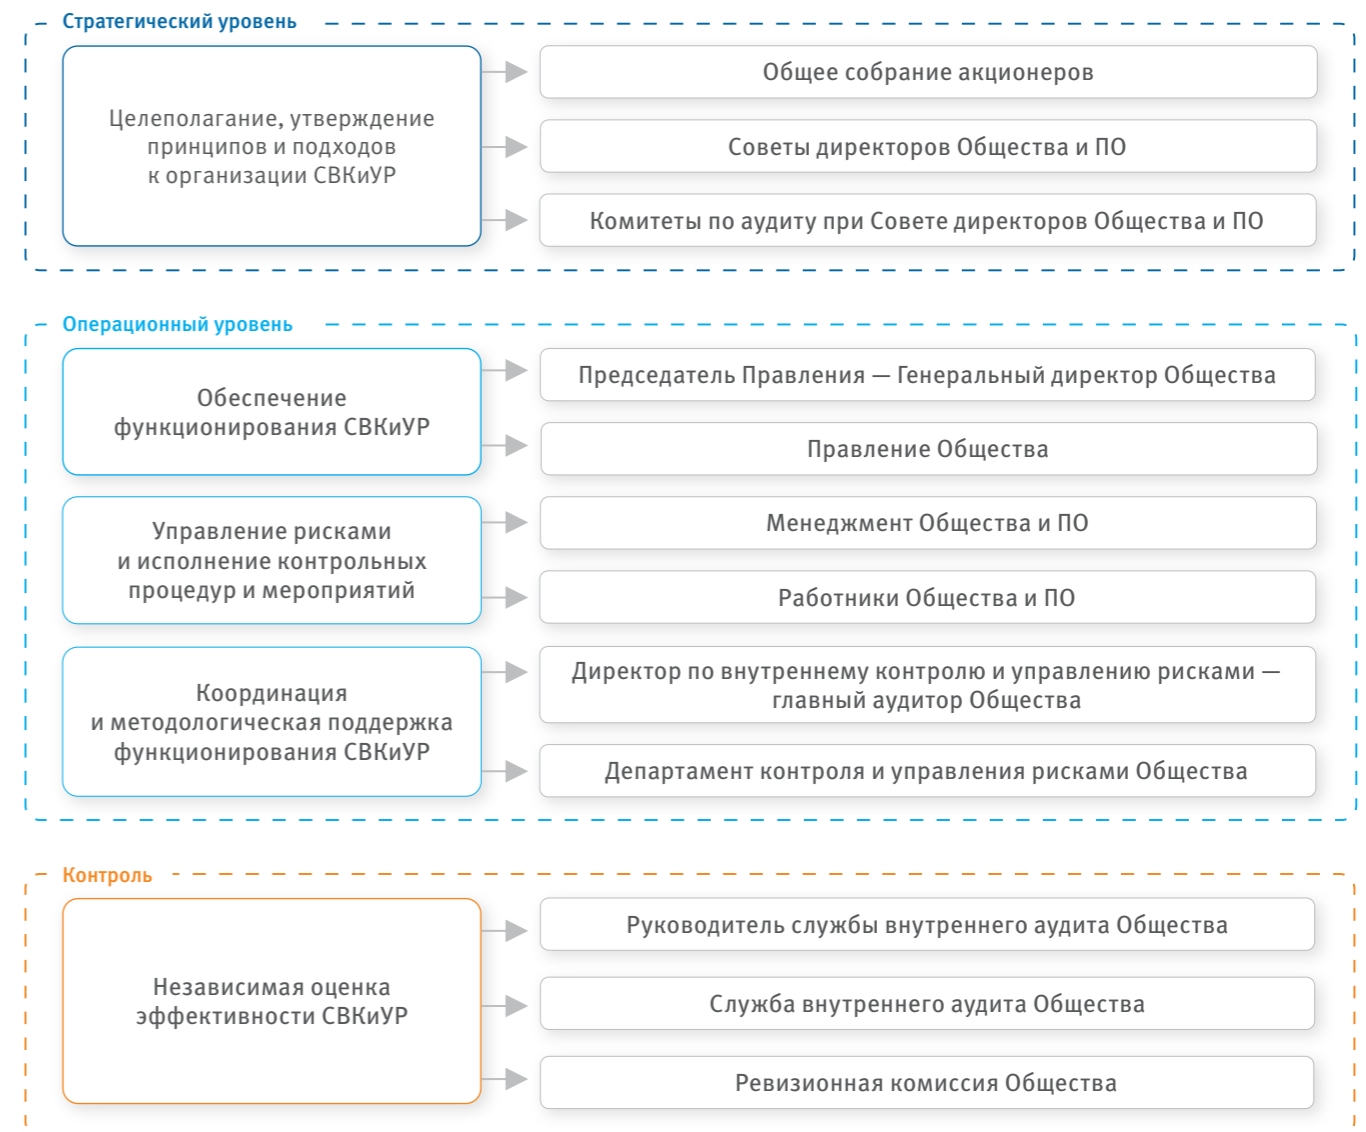 Стратегический уровень
Целеполагание, утверждение
принципов и подходов
к организации СВКиУР
Общее собрание акционеров
Советы директоров Общества и ПО
Комитеты по аудиту при Совете директоров Общества и ПО
Операционный уровень
Обеспечение
функционирования СВКиУР
Председатель Правления — Генеральный директор Общества
Правление Общества
Управление рисками
и исполнение контрольных
процедур и мероприятий
Менеджмент Общества и ПО
Работники Общества и ПО
Координация
и методологическая поддержка
функционирования СВКиУР
Директор по внутреннему контролю и управлению рисками —
главный аудитор Общества
Департамент контроля и управления рисками Общества
Контроль
Независимая оценка
эффективности СВКиУР
Руководитель службы внутреннего аудита Общества
Служба внутреннего аудита Общества
Ревизионная комиссия Общества